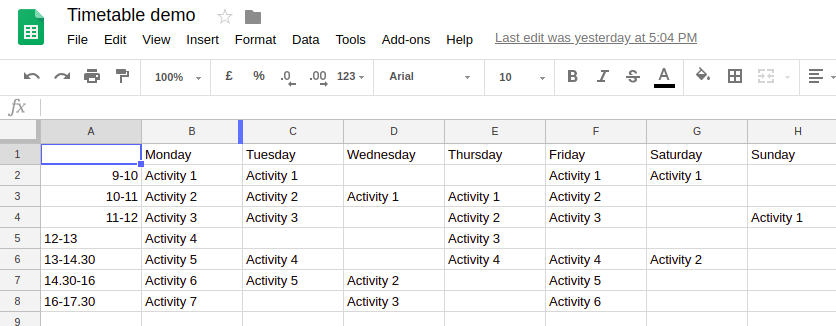 Timetable demo
File Edit View Insert Format Data Tools Add-ons Help Last edit was yesterday at 5:04 PM
100% £ % .0 .00 123 Arial 10 B I S A
fx
A B C D E F G H
1 Monday Tuesday Wednesday Thursday Friday Saturday Sunday
2 9-10 Activity 1 Activity 1 Activity 1 Activity 1
3 10-11 Activity 2 Activity 2 Activity 1 Activity 1 Activity 2
4 11-12 Activity 3 Activity 3 Activity 2 Activity 3 Activity 1
5 12-13 Activity 4 Activity 3
6 13-14.30 Activity 5 Activity 4 Activity 4 Activity 4 Activity 2
7 14.30-16 Activity 6 Activity 5 Activity 2 Activity 5
8 16-17.30 Activity 7 Activity 3 Activity 6
9